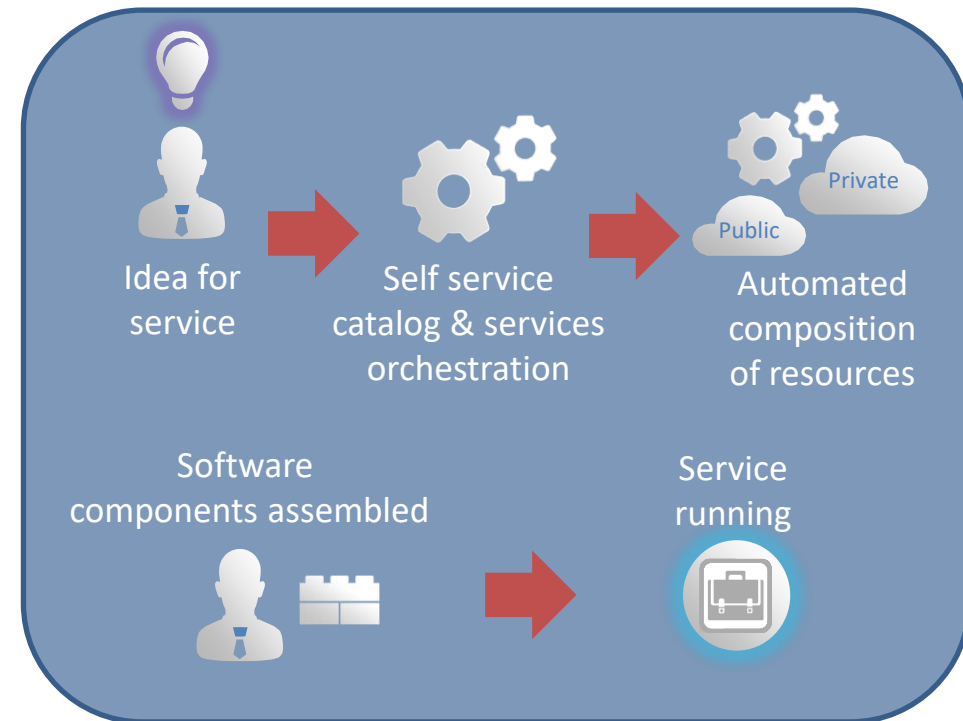 Idea for
service
Self service
catalog & services
orchestration
Public
Private
Automated
composition
of resources
Software
components assembled
Service
running